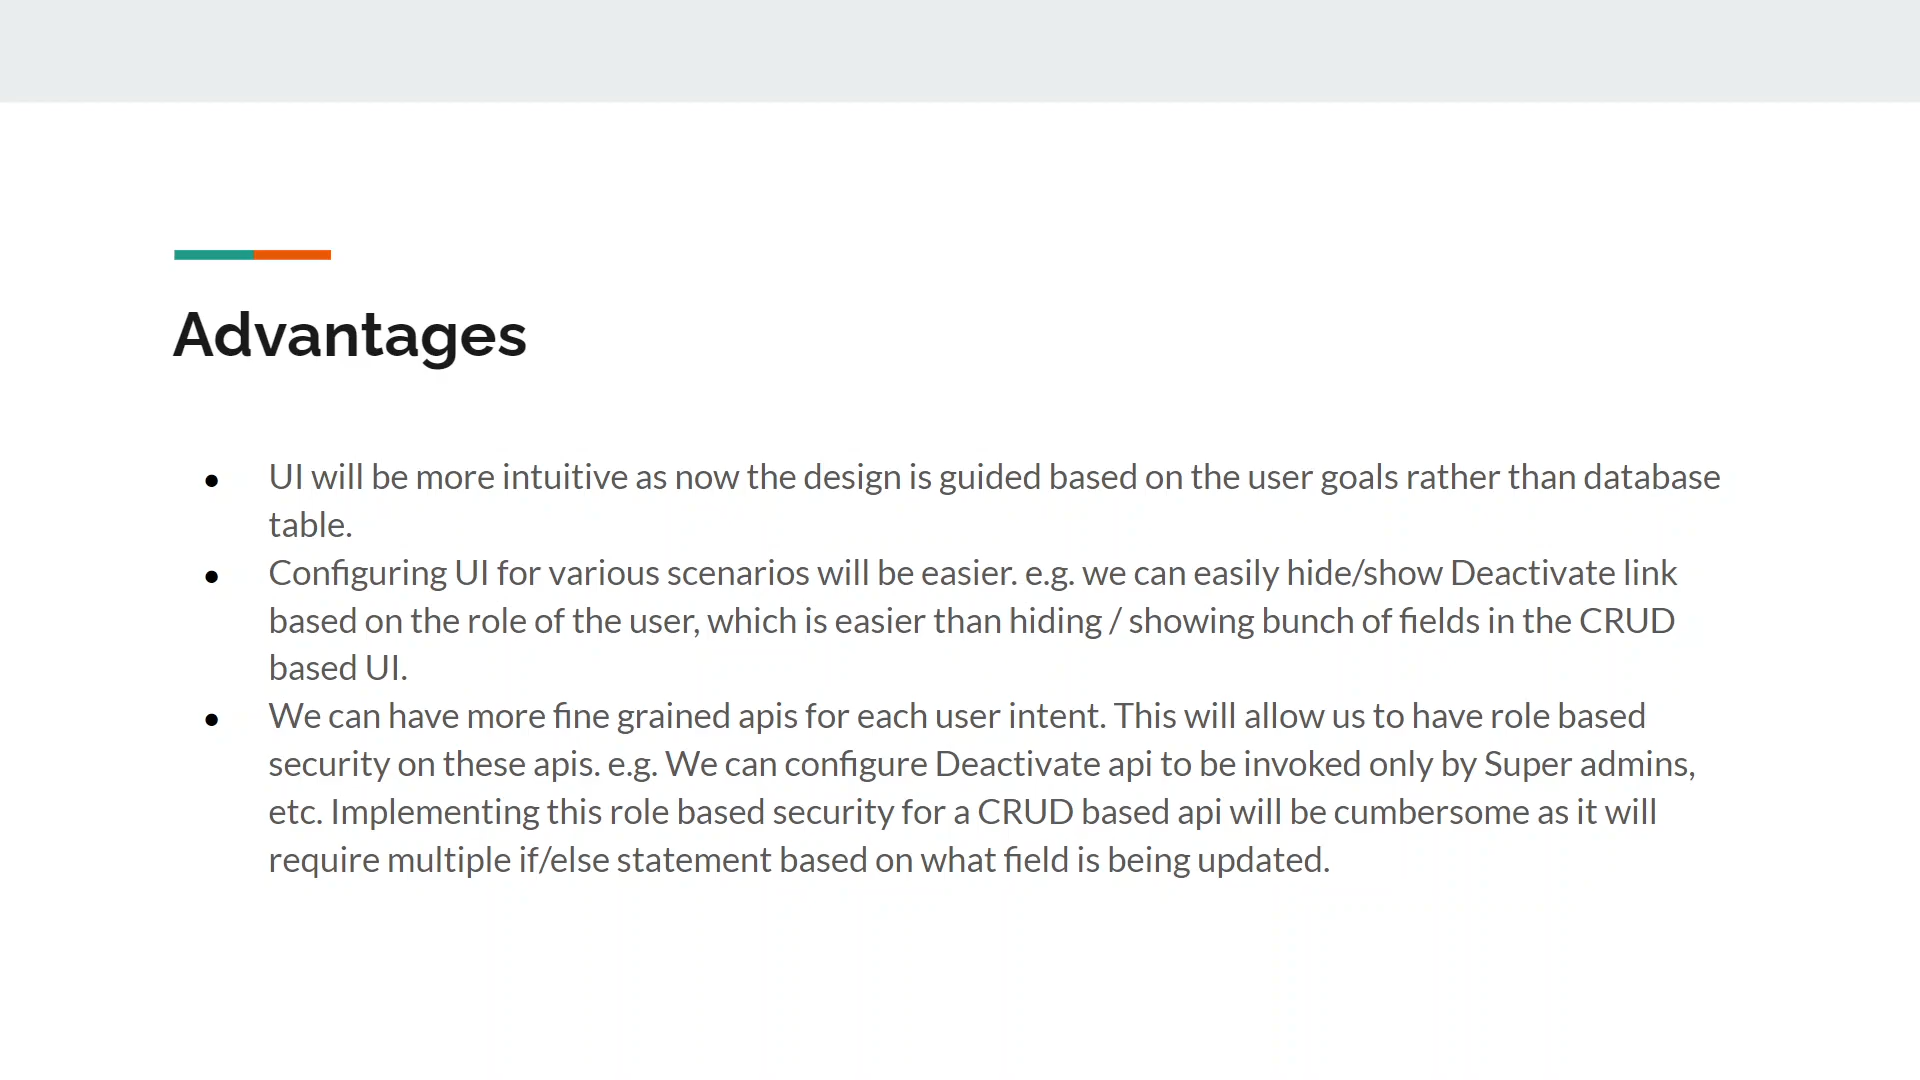 Advantages
● UI will be more intuitive as now the design is guided based on the user goals rather than database
table.
● Configuring UI for various scenarios will be easier. e.g. we can easily hide/show Deactivate link
based on the role of the user, which is easier than hiding / showing bunch of fields in the CRUD
based UI.
● We can have more fine grained apis for each user intent. This will allow us to have role based
security on these apis. e.g. We can configure Deactivate api to be invoked only by Super admins,
etc. Implementing this role based security for a CRUD based api will be cumbersome as it will
require multiple if/else statement based on what field is being updated.